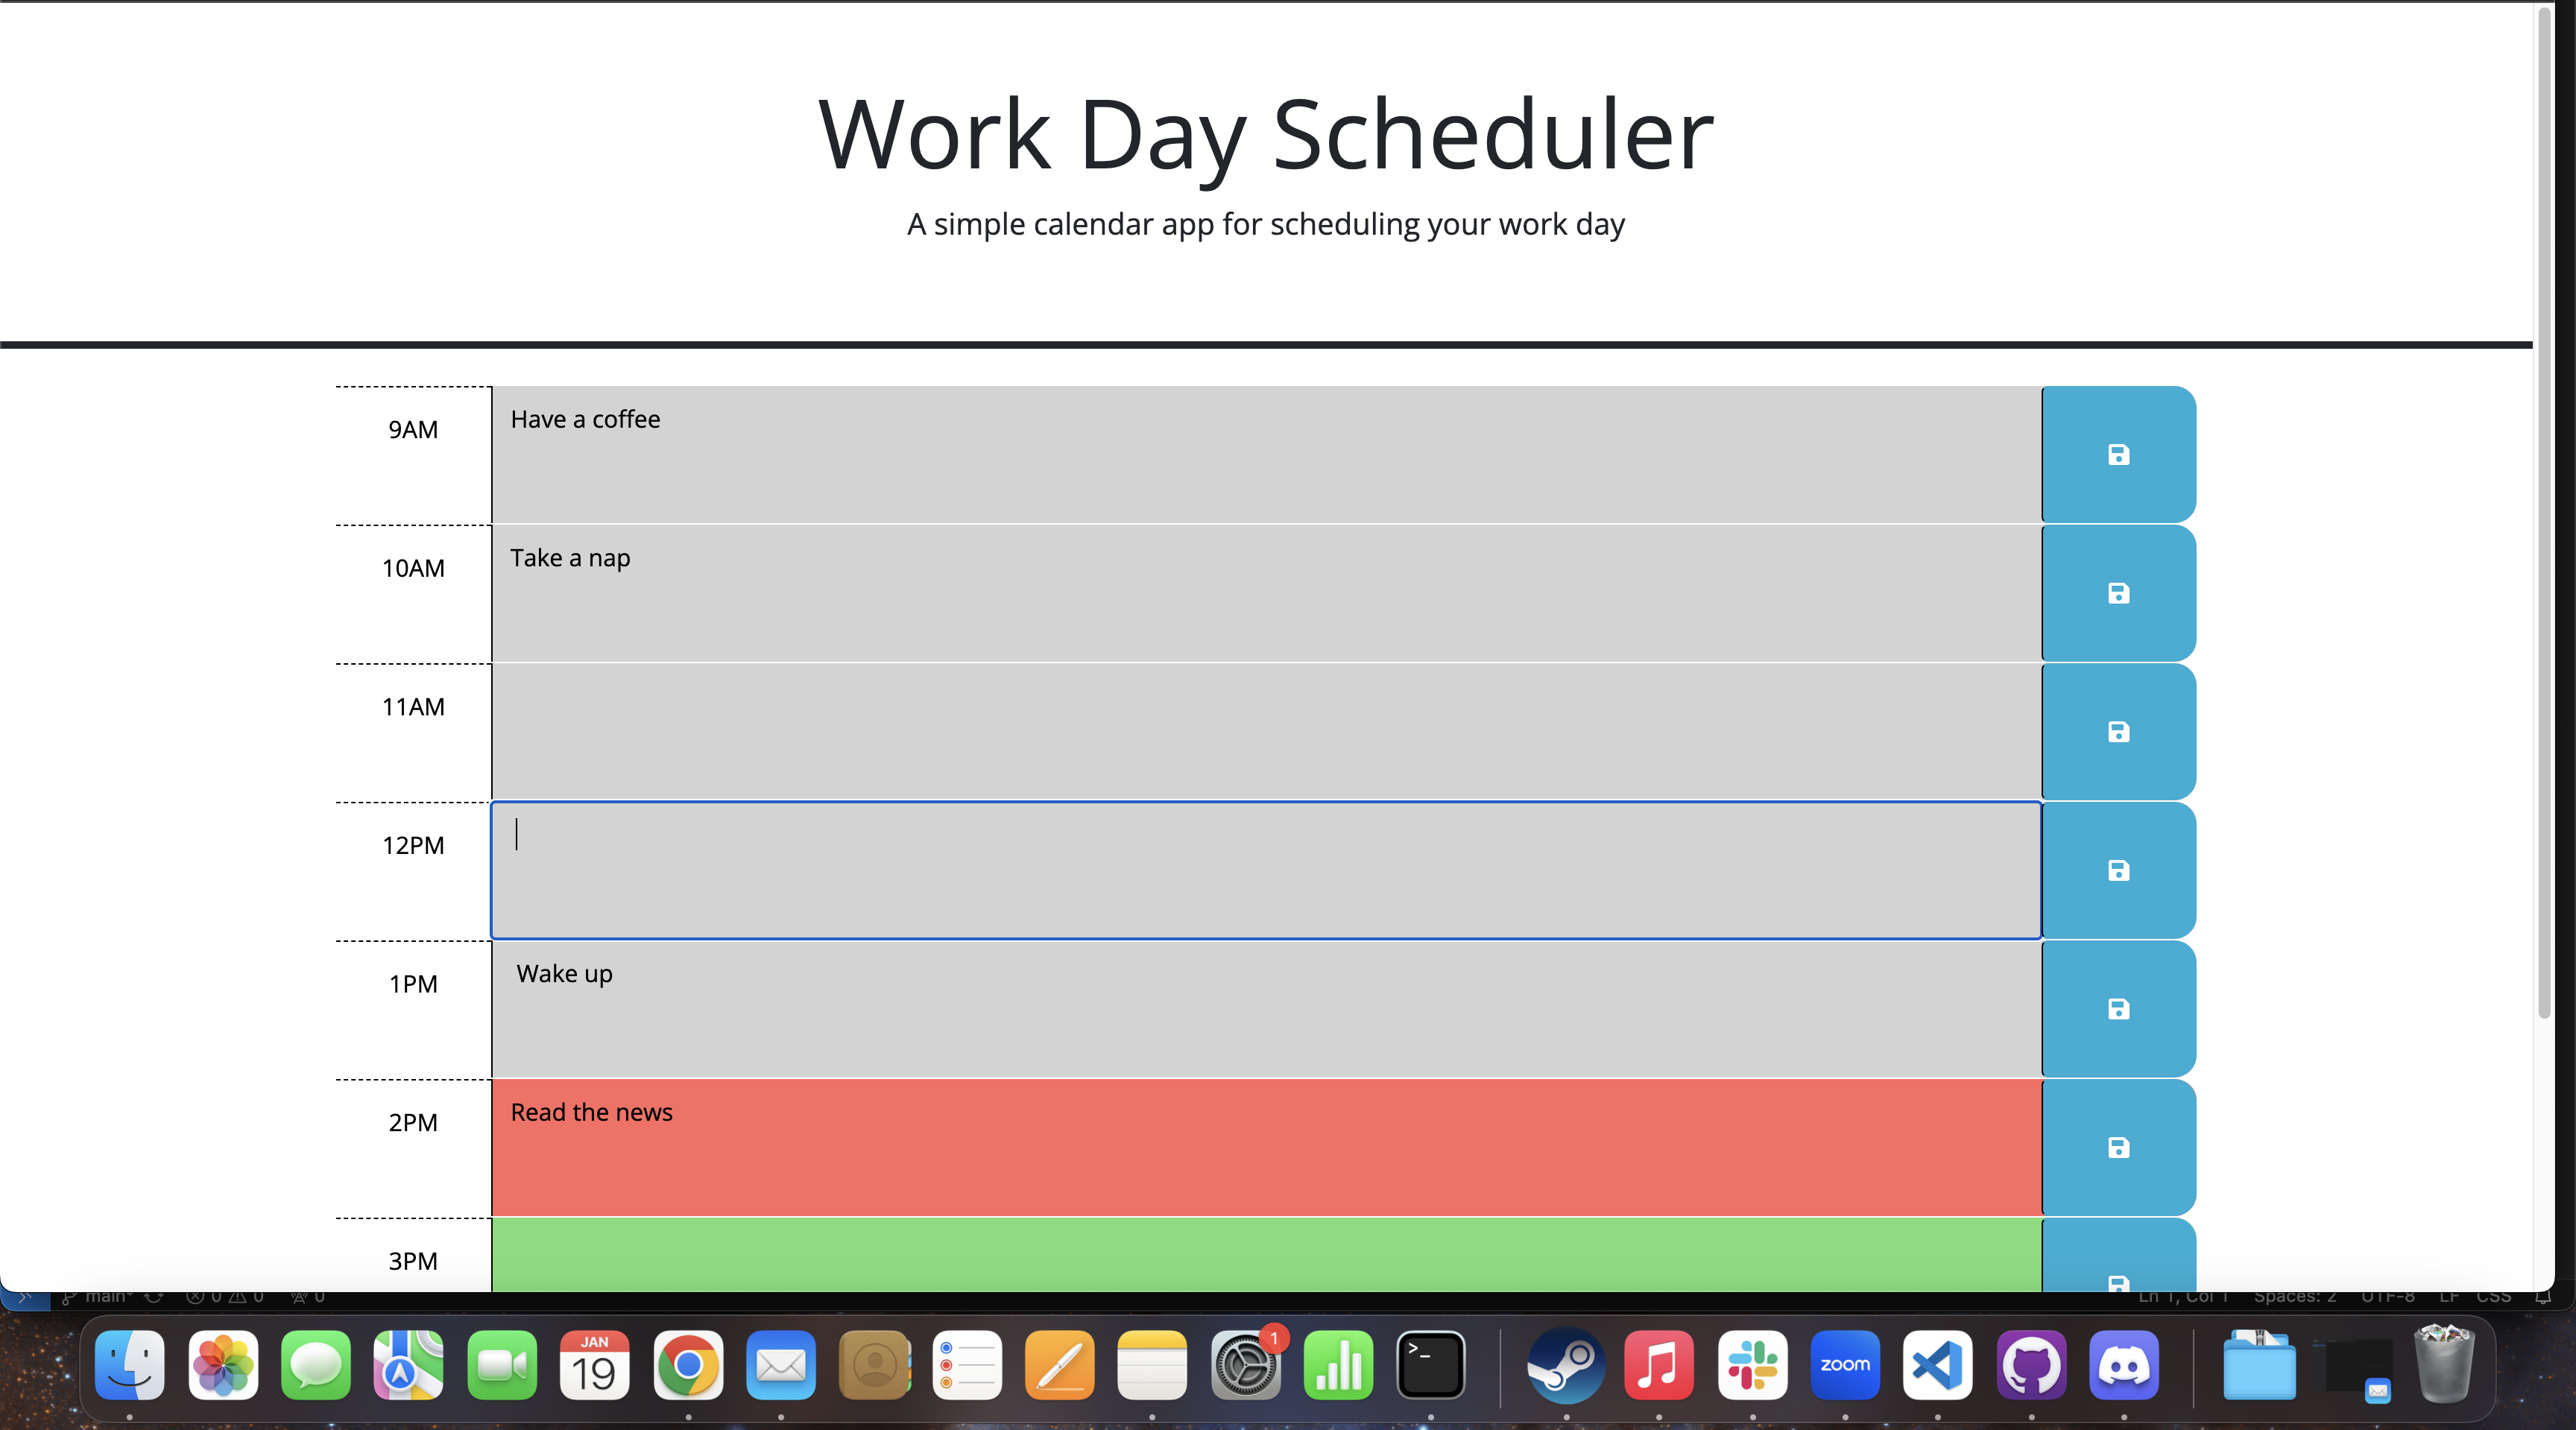 Work Day Scheduler
A simple calendar app for scheduling your work day
9AM
Have a coffee
10AM
Take a nap
11AM
12PM
1PM
Wake up
2PM
Read the news
3PM
main*
0
0
0
Ln 1, Col 1
Spaces: 2
UTF-8
LF
CSS
JAN
19
1
>_
zoom